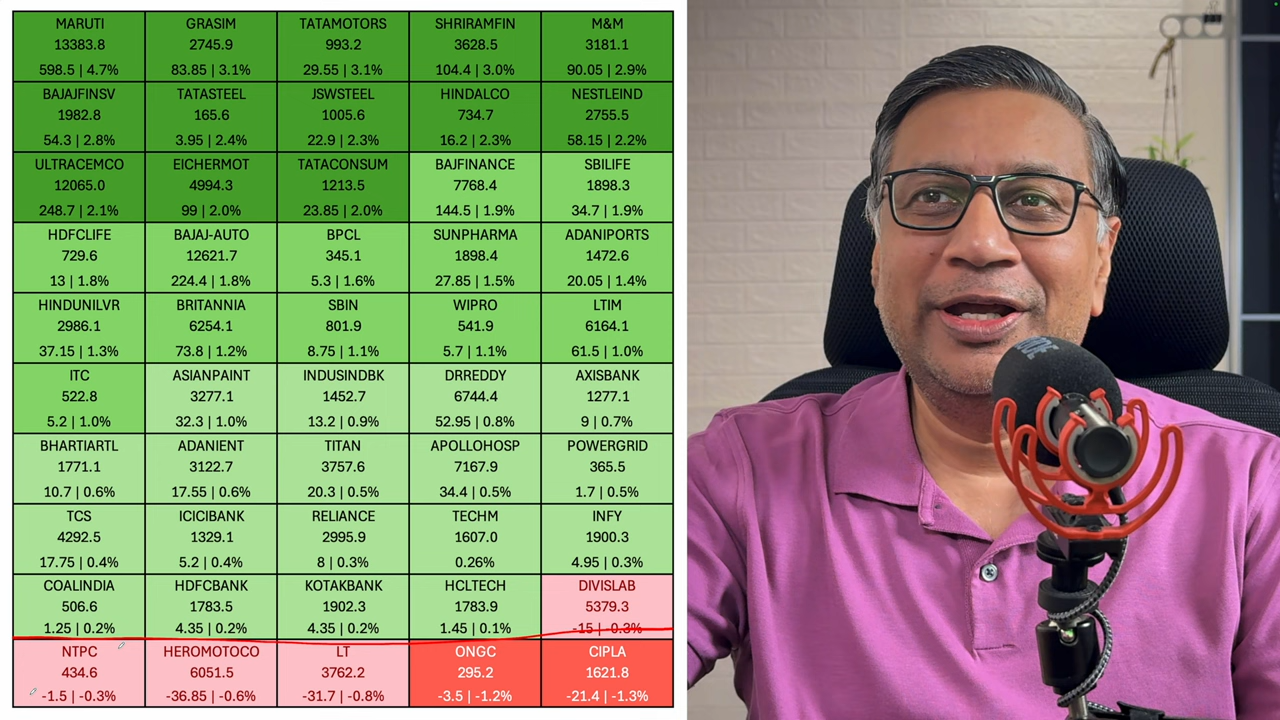 MARUTI GRASIM TATAMOTORS SHRIRAMFIN M&M
13383.8 2745.9 993.2 3628.5 3181.1
598.5 | 4.7% 83.85 | 3.1% 29.55 | 3.1% 104.4 | 3.0% 90.05 | 2.9%
BAJAJFINSV TATASTEEL JSWSTEEL HINDALCO NESTLEIND
1982.8 165.6 1005.6 734.7 2755.5
54.3 | 2.8% 3.95 | 2.4% 22.9 | 2.3% 16.2 | 2.3% 58.15 | 2.2%
ULTRACEMCO EICHERMOT TATACONSUM BAJFINANCE SBILIFE
12065.0 4994.3 1213.5 7768.4 1898.3
248.7 | 2.1% 99 | 2.0% 23.85 | 2.0% 144.5 | 1.9% 34.7 | 1.9%
HDFCLIFE BAJAJ-AUTO BPCL SUNPHARMA ADANIPORTS
729.6 12621.7 345.1 1898.4 1472.6
13 | 1.8% 224.4 | 1.8% 5.3 | 1.6% 27.85 | 1.5% 20.05 | 1.4%
HINDUNILVR BRITANNIA SBIN WIPRO LTIM
2986.1 6254.1 801.9 541.9 6164.1
37.15 | 1.3% 73.8 | 1.2% 8.75 | 1.1% 5.7 | 1.1% 61.5 | 1.0%
ITC ASIANPAINT INDUSINDBK DRREDDY AXISBANK
522.8 3277.1 1452.7 6744.4 1277.1
5.2 | 1.0% 32.3 | 1.0% 13.2 | 0.9% 52.95 | 0.8% 9 | 0.7%
BHARTIARTL ADANIENT TITAN APOLLOHOSP POWERGRID
1771.1 3122.7 3757.6 7167.9 365.5
10.7 | 0.6% 17.55 | 0.6% 20.3 | 0.5% 34.4 | 0.5% 1.7 | 0.5%
TCS ICICIBANK RELIANCE TECHM INFY
4292.5 1329.1 2995.9 1607.0 1900.3
17.75 | 0.4% 5.2 | 0.4% 8 | 0.3% 0.26% 4.95 | 0.3%
COALINDIA HDFCBANK KOTAKBANK HCLTECH DIVISLAB
506.6 1783.5 1902.3 1783.9 5379.3
1.25 | 0.2% 4.35 | 0.2% 4.35 | 0.2% 1.45 | 0.1% -15 | -0.3%
NTPC HEROMOTOCO LT ONGC CIPLA
434.6 6051.5 3762.2 295.2 1621.8
-1.5 | -0.3% -36.85 | -0.6% -31.7 | -0.8% -3.5 | -1.2% -21.4 | -1.3%